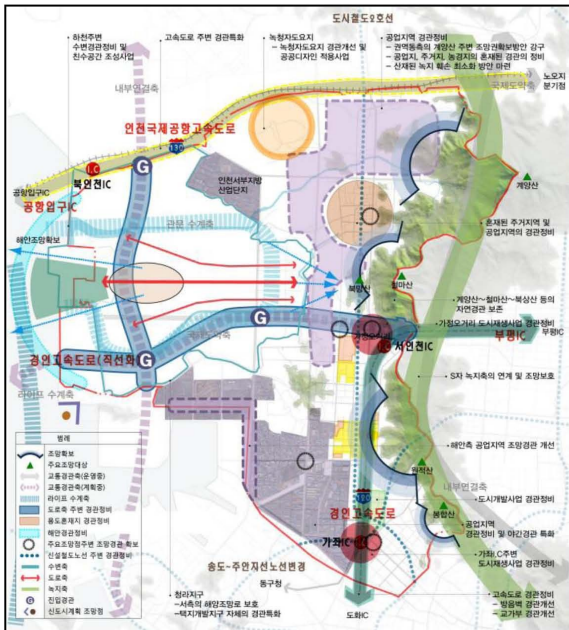 도시철도2호선
·하천주변
수변경관정비 및
친수공간 조성사업
·고속도로 주변 경관특화
·녹청자도요지
- 녹청자도요지 경관개선 및
공공디자인 적용사업
·공업지역 경관정비
- 권역동측의 계양산 주변 조망권확보방안 강구
- 공업지, 주거지, 농경지의 혼재된 경관의 정비
- 산재된 녹지 훼손 최소화 방안 마련
내부연결축
국제도약축
노오지
분기점
인천국제공항고속도로
130
I.C
북인천IC
G
공항입구IC
공항입구IC
인천서부지방
산업단지
계양산
·혼재된 주거지역 및
공업지역의 경관정비
해안조망확보
관문 수계축
북망산
철마산
·계양산~철마산~북상산 등의
자연경관 보존
·가정오거리 도시재생사업 경관정비
부평IC
부평IC
G
서인천IC
경인고속도로(직선화)
G
·S자 녹지축의 연계 및 조망보호
라이프 수계축
·해안측 공업지역 조망경관 개선
원적산
내부연결축
·도시개발사업 경관정비
봉합산
경인고속도로
·공업지역
경관정비 및 야간경관 특화
가좌IC
·가좌I.C주변
도시재생사업 경관정비
송도-주안지선노선변경
동구청
도화IC
·청라지구
-서측의 해양조망로 보호
-택지개발지구 자체의 경관특화
·고속도로 경관정비
- 방음벽 경관개선
- 교가부 경관개선
범례
조망확보
주요조망대상
교통경관축(운영중)
교통경관축(계획중)
라이프 수계축
도로축 주변 경관정비
용도혼재지 경관정비
해안경관정비
주요조망점주변 조망경관 확보
신설철도노선 주변 경관정비
수변축
도로축
녹지축
G 진입경관
신도시계획 조망점